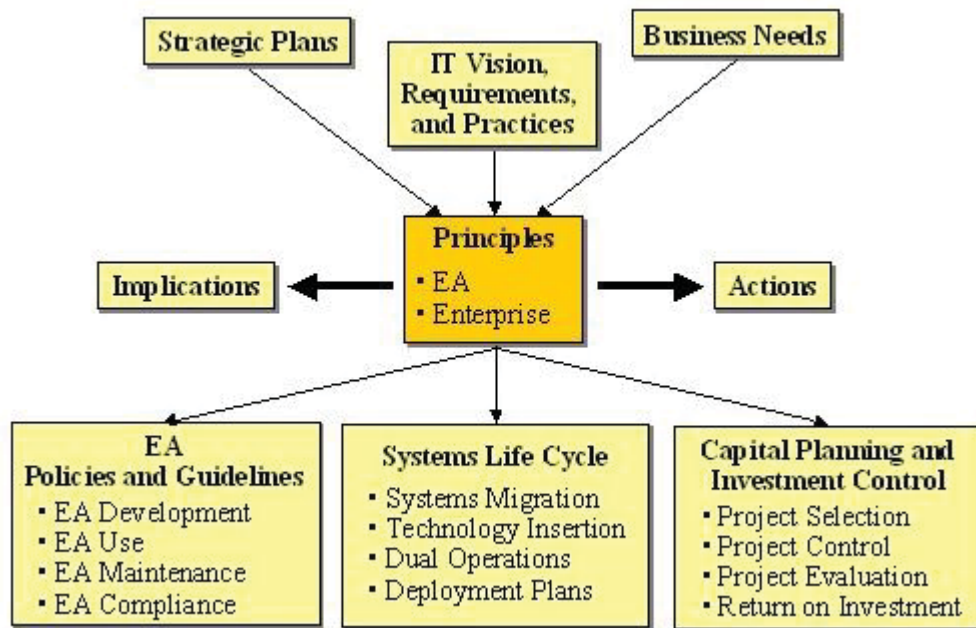 Strategic Plans
IT Vision,
Requirements,
and Practices
Business Needs
Principles
▪ EA
▪ Enterprise
Implications
Actions
EA
Policies and Guidelines
▪ EA Development
▪ EA Use
▪ EA Maintenance
▪ EA Compliance
Systems Life Cycle
▪ Systems Migration
▪ Technology Insertion
▪ Dual Operations
▪ Deployment Plans
Capital Planning and
Investment Control
▪ Project Selection
▪ Project Control
▪ Project Evaluation
▪ Return on Investment